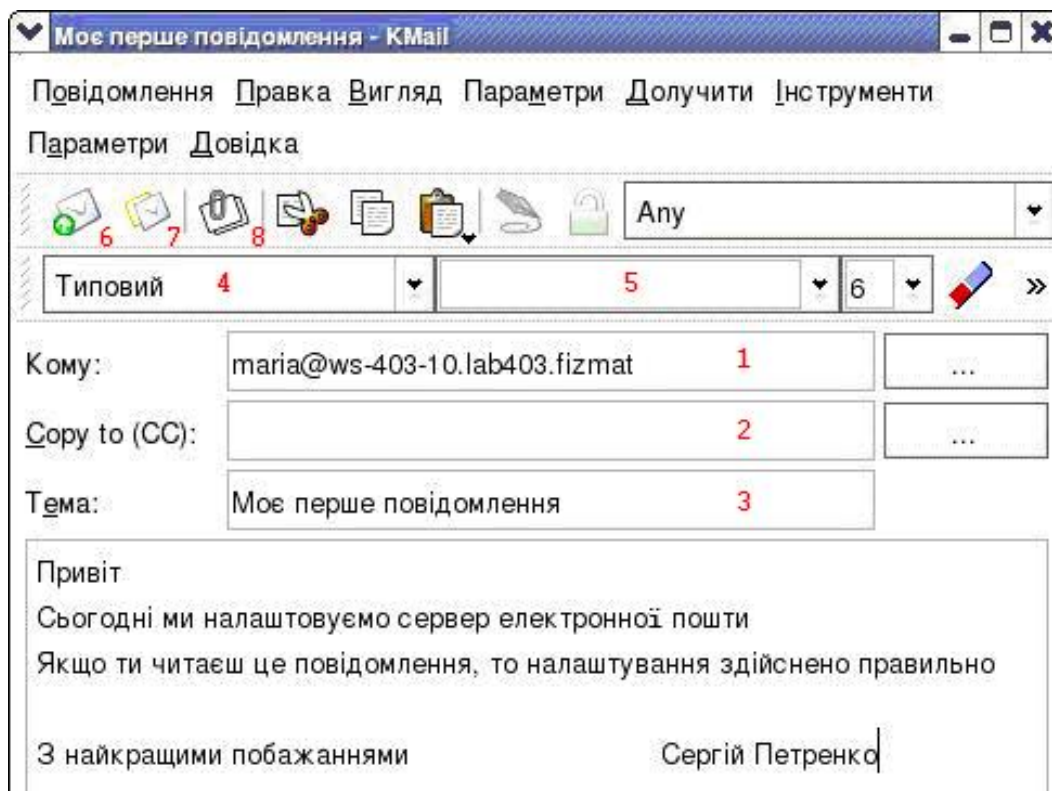 Моє перше повідомлення - KMail
Повідомлення Правка Вигляд Параметри Долучити Інструменти
Параметри Довідка
6 7 8 Any
Типовий 4 5 6 »
Кому: maria@ws-403-10.lab403.fizmat 1 ...
Copy to (CC): 2 ...
Тема: Моє перше повідомлення 3
Привіт
Сьогодні ми налаштовуємо сервер електронної пошти
Якщо ти читаєш це повідомлення, то налаштування здійснено правильно
З найкращими побажаннями Сергій Петренко